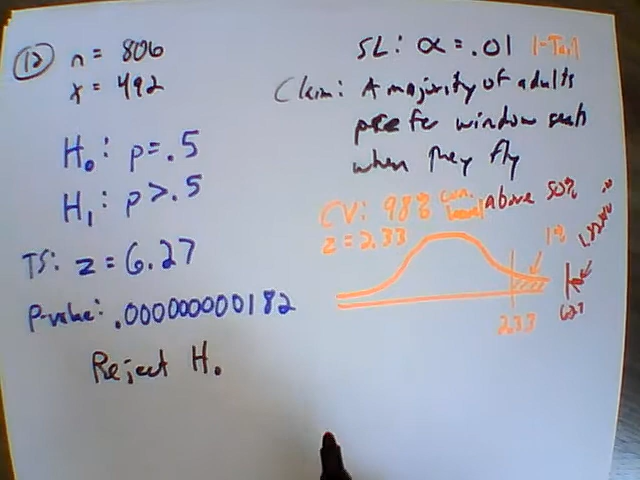 12
n = 806
x = 492
H₀: p = .5
H₁: p > .5
TS: z = 6.27
P-value: .000000000182
Reject H₀
SL: α = .01 1-Tail
Claim: A majority of adults
prefer window seats
when they fly
above 50%
CV: 98% con. level
z = 2.33
1%
2.33
6.27